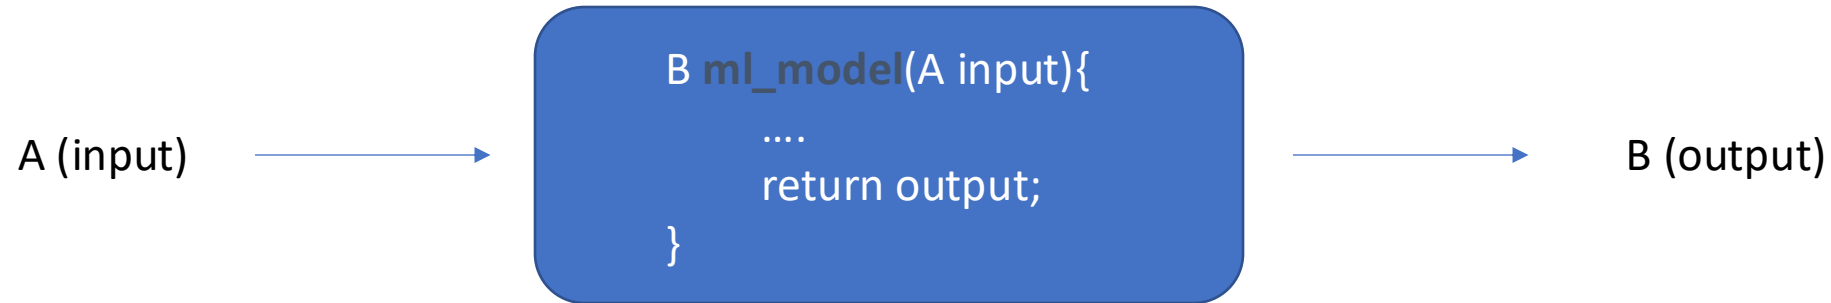 A (input)
B ml_model(A input){
….
return output;
}
B (output)